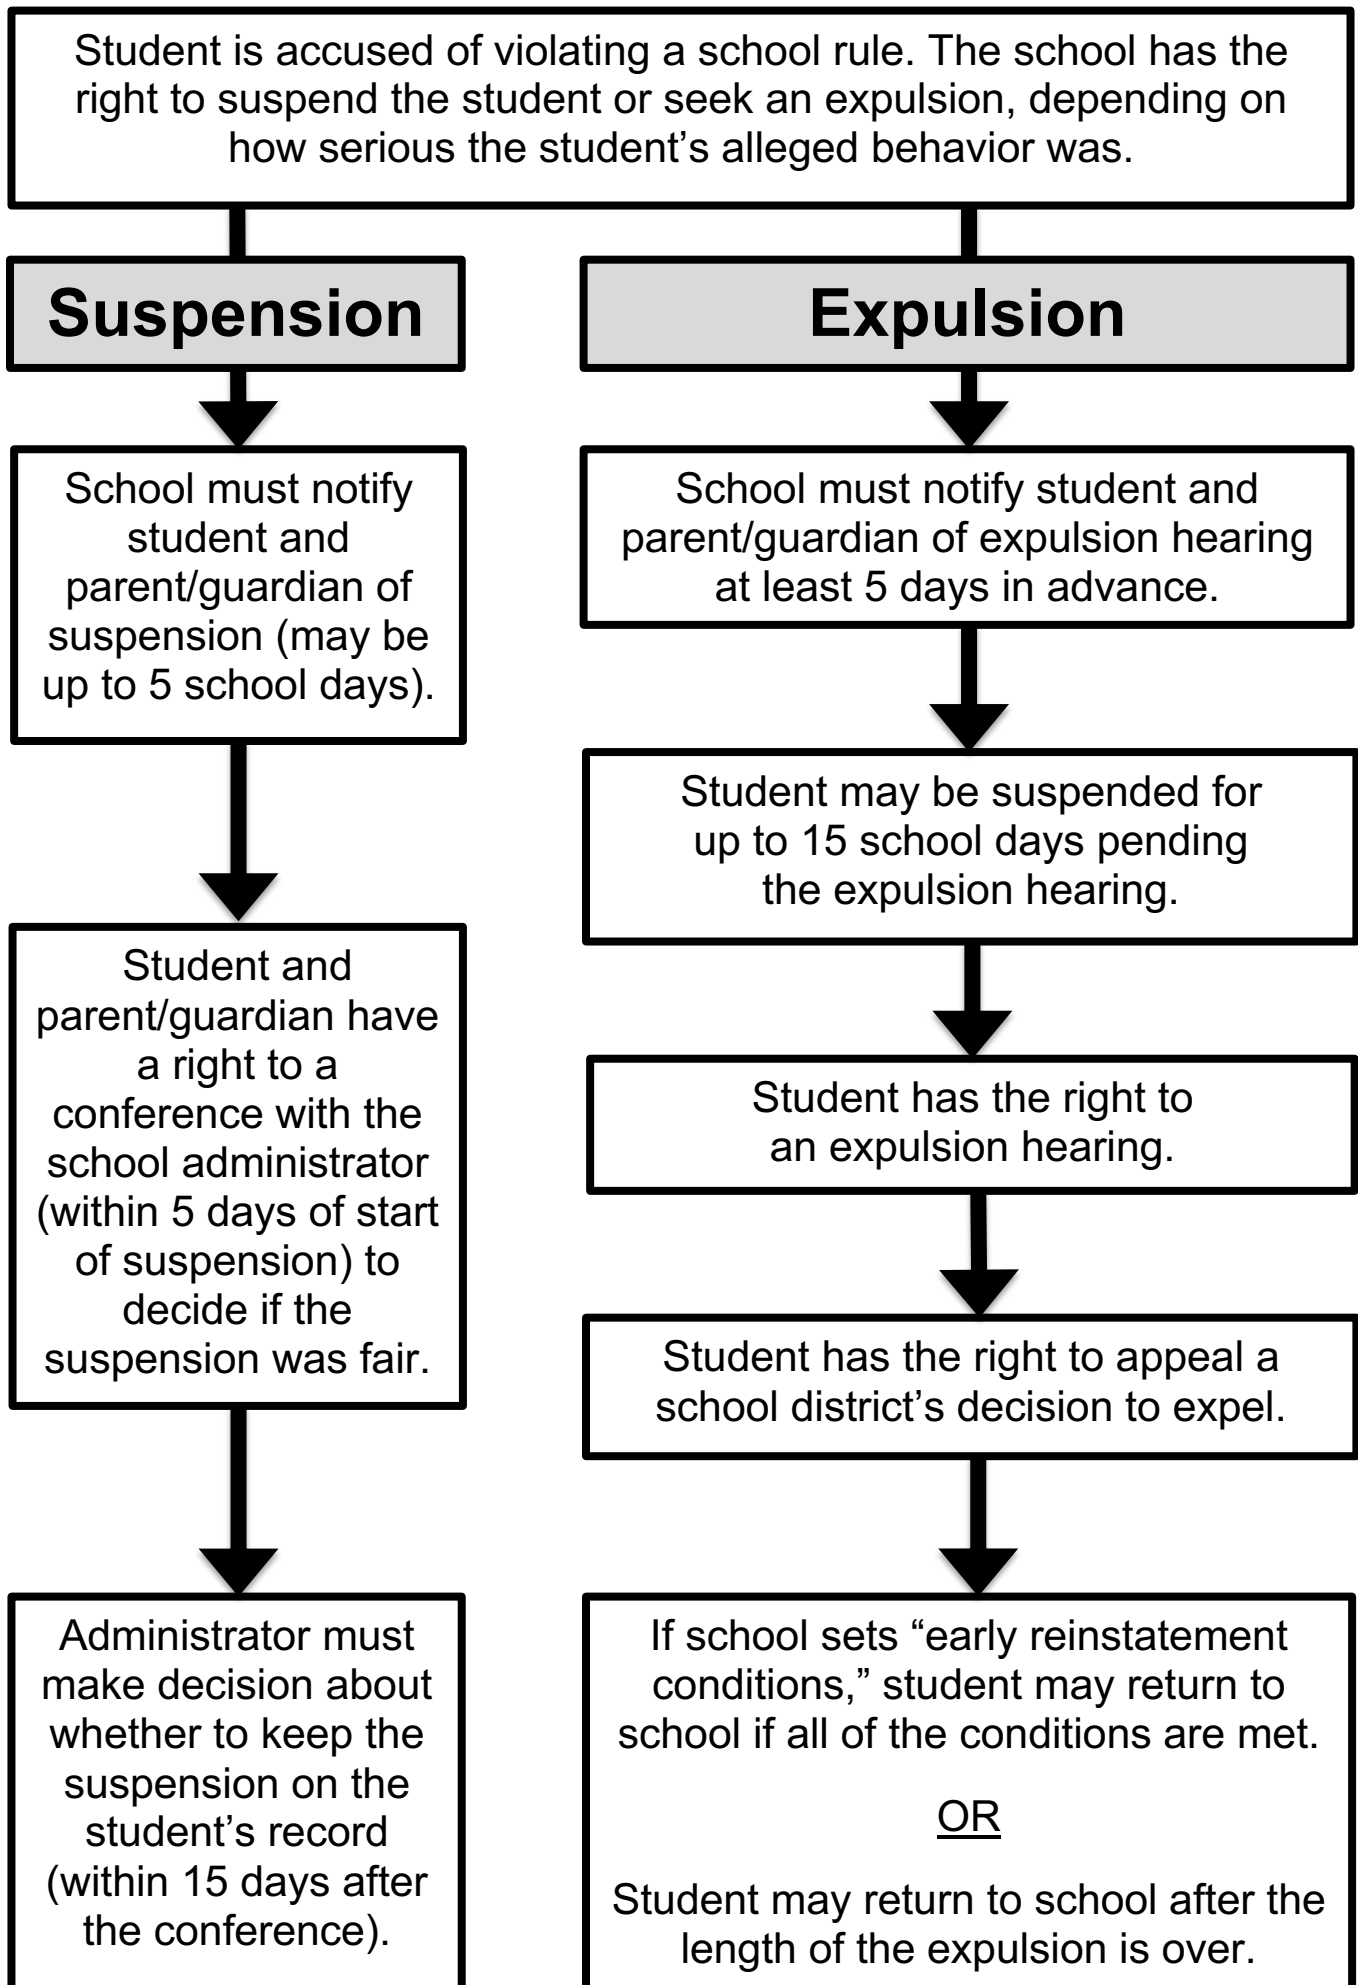 Student is accused of violating a school rule. The school has the
right to suspend the student or seek an expulsion, depending on
how serious the student’s alleged behavior was.
Suspension
School must notify
student and
parent/guardian of
suspension (may be
up to 5 school days).
Student and
parent/guardian have
a right to a
conference with the
school administrator
(within 5 days of start
of suspension) to
decide if the
suspension was fair.
Administrator must
make decision about
whether to keep the
suspension on the
student’s record
(within 15 days after
the conference).
Expulsion
School must notify student and
parent/guardian of expulsion hearing
at least 5 days in advance.
Student may be suspended for
up to 15 school days pending
the expulsion hearing.
Student has the right to
an expulsion hearing.
Student has the right to appeal a
school district’s decision to expel.
If school sets “early reinstatement
conditions,” student may return to
school if all of the conditions are met.
OR
Student may return to school after the
length of the expulsion is over.